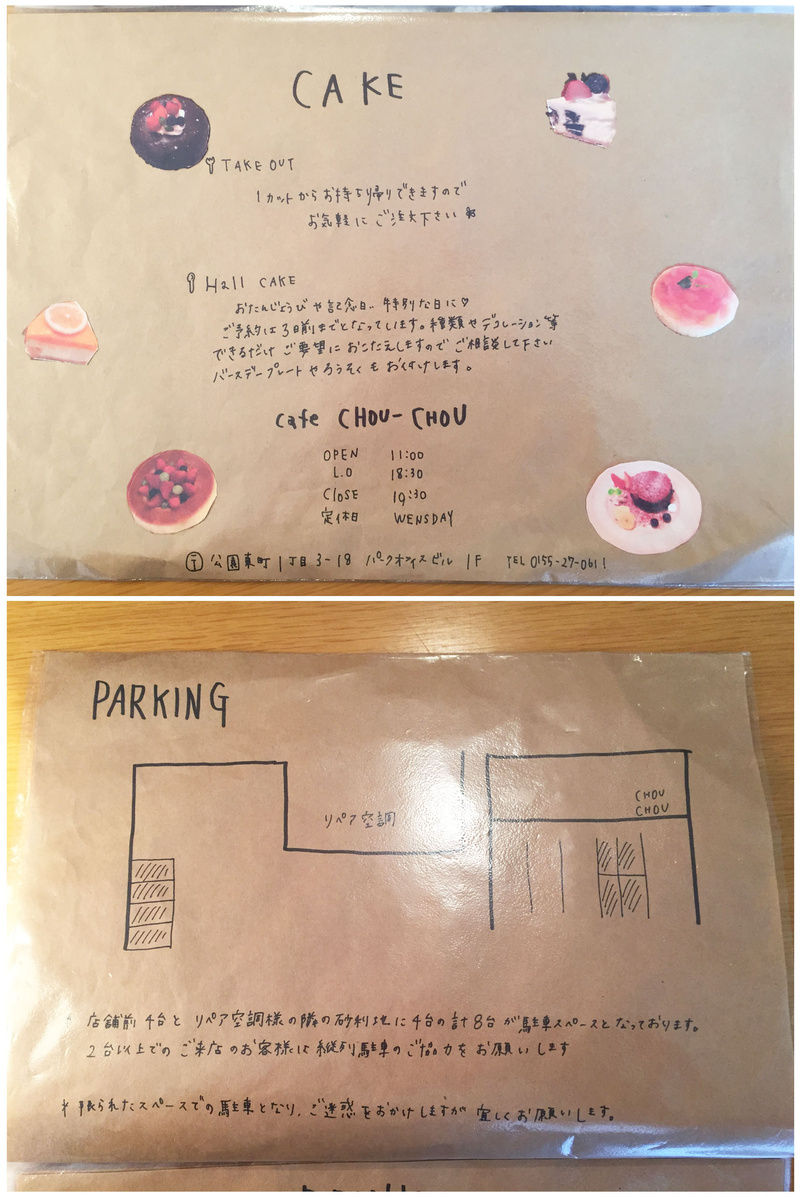 CAKE
TAKE OUT
1カットからお持ち帰りできますので
お気軽にご注文下さい
Hall CAKE
おたんじょうびや記念日、特別な日に♡
ご予約は3日前までとなってします。種類やデコレーション等
できるだけご要望におこたえしますのでご相談して下さい
バースデープレートやろうそくもおつけします。
cafe CHOU-CHOU
OPEN 11:00
L.O 18:30
CloSE 19:30
定休日 WENSDAY
〒 公園東町1丁目3-18 パークオフィスビル 1F TEL 0155-27-0611
PARKING
CHOU
CHOU
リペア空調
店舗前4台とリペア空調様の隣の砂利地に4台の計8台が駐車スペースとなっております。
2台以上でのご来店のお客様は縦列駐車のご協力をお願いします
* 限られたスペースでの駐車となり、ご迷惑をおかけしますが宜しくお願いします。